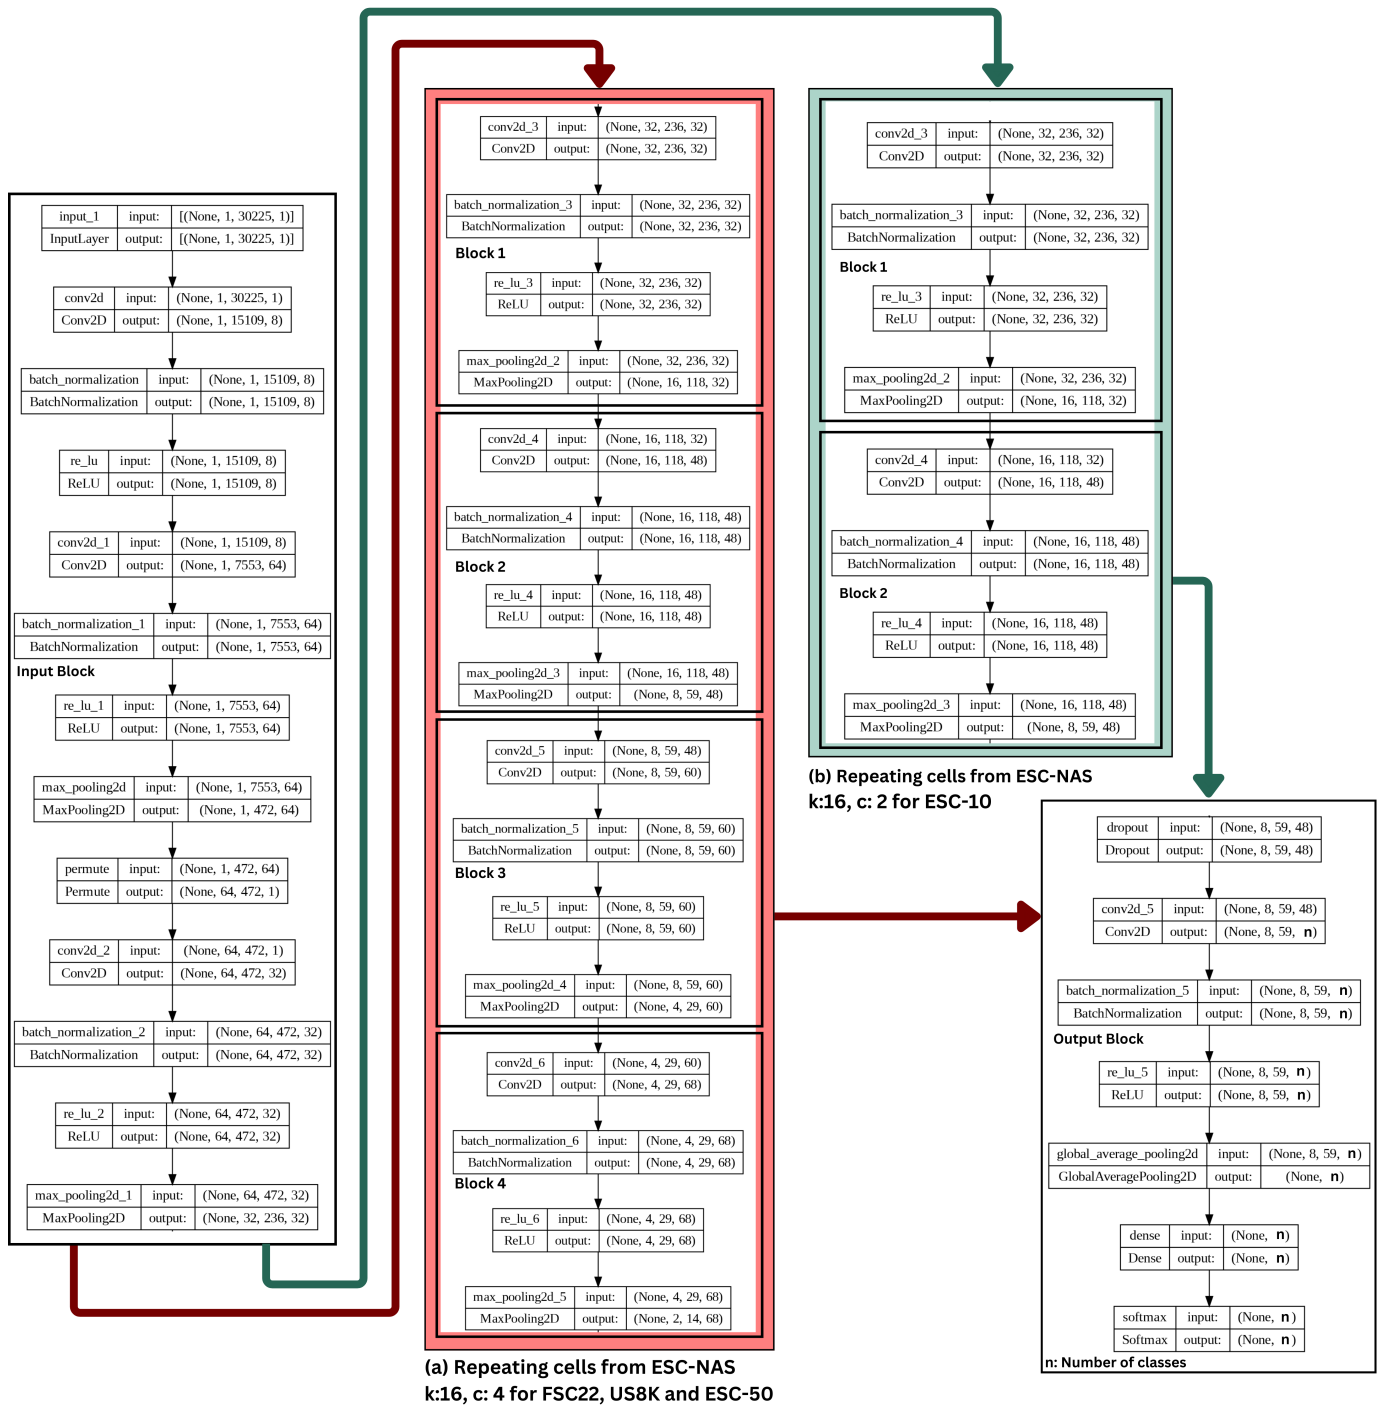 input_1 input: [(None, 1, 30225, 1)]
InputLayer output: [(None, 1, 30225, 1)]
conv2d input: (None, 1, 30225, 1)
Conv2D output: (None, 1, 15109, 8)
batch_normalization input: (None, 1, 15109, 8)
BatchNormalization output: (None, 1, 15109, 8)
re_lu input: (None, 1, 15109, 8)
ReLU output: (None, 1, 15109, 8)
conv2d_1 input: (None, 1, 15109, 8)
Conv2D output: (None, 1, 7553, 64)
batch_normalization_1 input: (None, 1, 7553, 64)
BatchNormalization output: (None, 1, 7553, 64)
Input Block
re_lu_1 input: (None, 1, 7553, 64)
ReLU output: (None, 1, 7553, 64)
max_pooling2d input: (None, 1, 7553, 64)
MaxPooling2D output: (None, 1, 472, 64)
permute input: (None, 1, 472, 64)
Permute output: (None, 64, 472, 1)
conv2d_2 input: (None, 64, 472, 1)
Conv2D output: (None, 64, 472, 32)
batch_normalization_2 input: (None, 64, 472, 32)
BatchNormalization output: (None, 64, 472, 32)
re_lu_2 input: (None, 64, 472, 32)
ReLU output: (None, 64, 472, 32)
max_pooling2d_1 input: (None, 64, 472, 32)
MaxPooling2D output: (None, 32, 236, 32)
conv2d_3 input: (None, 32, 236, 32)
Conv2D output: (None, 32, 236, 32)
batch_normalization_3 input: (None, 32, 236, 32)
BatchNormalization output: (None, 32, 236, 32)
Block 1
re_lu_3 input: (None, 32, 236, 32)
ReLU output: (None, 32, 236, 32)
max_pooling2d_2 input: (None, 32, 236, 32)
MaxPooling2D output: (None, 16, 118, 32)
conv2d_4 input: (None, 16, 118, 32)
Conv2D output: (None, 16, 118, 48)
batch_normalization_4 input: (None, 16, 118, 48)
BatchNormalization output: (None, 16, 118, 48)
Block 2
re_lu_4 input: (None, 16, 118, 48)
ReLU output: (None, 16, 118, 48)
max_pooling2d_3 input: (None, 16, 118, 48)
MaxPooling2D output: (None, 8, 59, 48)
conv2d_5 input: (None, 8, 59, 48)
Conv2D output: (None, 8, 59, 60)
batch_normalization_5 input: (None, 8, 59, 60)
BatchNormalization output: (None, 8, 59, 60)
Block 3
re_lu_5 input: (None, 8, 59, 60)
ReLU output: (None, 8, 59, 60)
max_pooling2d_4 input: (None, 8, 59, 60)
MaxPooling2D output: (None, 4, 29, 60)
conv2d_6 input: (None, 4, 29, 60)
Conv2D output: (None, 4, 29, 68)
batch_normalization_6 input: (None, 4, 29, 68)
BatchNormalization output: (None, 4, 29, 68)
Block 4
re_lu_6 input: (None, 4, 29, 68)
ReLU output: (None, 4, 29, 68)
max_pooling2d_5 input: (None, 4, 29, 68)
MaxPooling2D output: (None, 2, 14, 68)
(a) Repeating cells from ESC-NAS
k:16, c: 4 for FSC22, US8K and ESC-50
conv2d_3 input: (None, 32, 236, 32)
Conv2D output: (None, 32, 236, 32)
batch_normalization_3 input: (None, 32, 236, 32)
BatchNormalization output: (None, 32, 236, 32)
Block 1
re_lu_3 input: (None, 32, 236, 32)
ReLU output: (None, 32, 236, 32)
max_pooling2d_2 input: (None, 32, 236, 32)
MaxPooling2D output: (None, 16, 118, 32)
conv2d_4 input: (None, 16, 118, 32)
Conv2D output: (None, 16, 118, 48)
batch_normalization_4 input: (None, 16, 118, 48)
BatchNormalization output: (None, 16, 118, 48)
Block 2
re_lu_4 input: (None, 16, 118, 48)
ReLU output: (None, 16, 118, 48)
max_pooling2d_3 input: (None, 16, 118, 48)
MaxPooling2D output: (None, 8, 59, 48)
(b) Repeating cells from ESC-NAS
k:16, c: 2 for ESC-10
dropout input: (None, 8, 59, 48)
Dropout output: (None, 8, 59, 48)
conv2d_5 input: (None, 8, 59, 48)
Conv2D output: (None, 8, 59, n)
batch_normalization_5 input: (None, 8, 59, n)
BatchNormalization output: (None, 8, 59, n)
Output Block
re_lu_5 input: (None, 8, 59, n)
ReLU output: (None, 8, 59, n)
global_average_pooling2d input: (None, 8, 59, n)
GlobalAveragePooling2D output: (None, n)
dense input: (None, n)
Dense output: (None, n)
softmax input: (None, n)
Softmax output: (None, n)
n: Number of classes